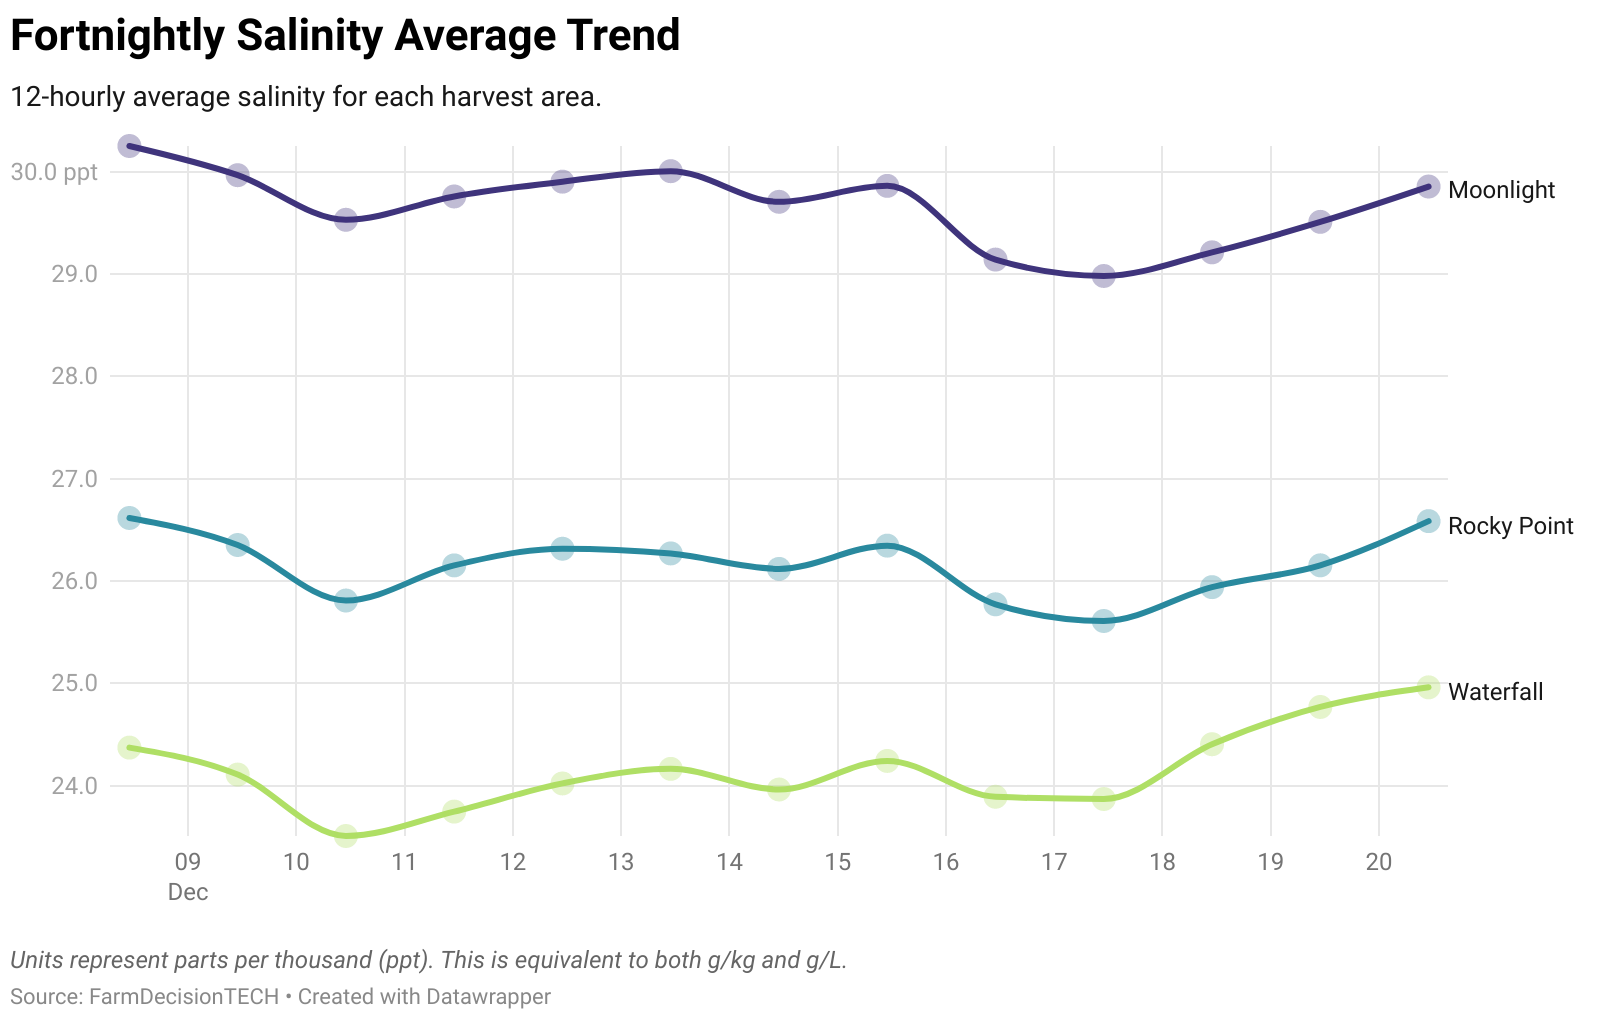 Fortnightly Salinity Average Trend
12-hourly average salinity for each harvest area.
30.0 ppt
Moonlight
29.0
28.0
27.0
Rocky Point
26.0
25.0
Waterfall
24.0
09 10 11 12 13 14 15 16 17 18 19 20
Dec
Units represent parts per thousand (ppt). This is equivalent to both g/kg and g/L.
Source: FarmDecisionTECH • Created with Datawrapper